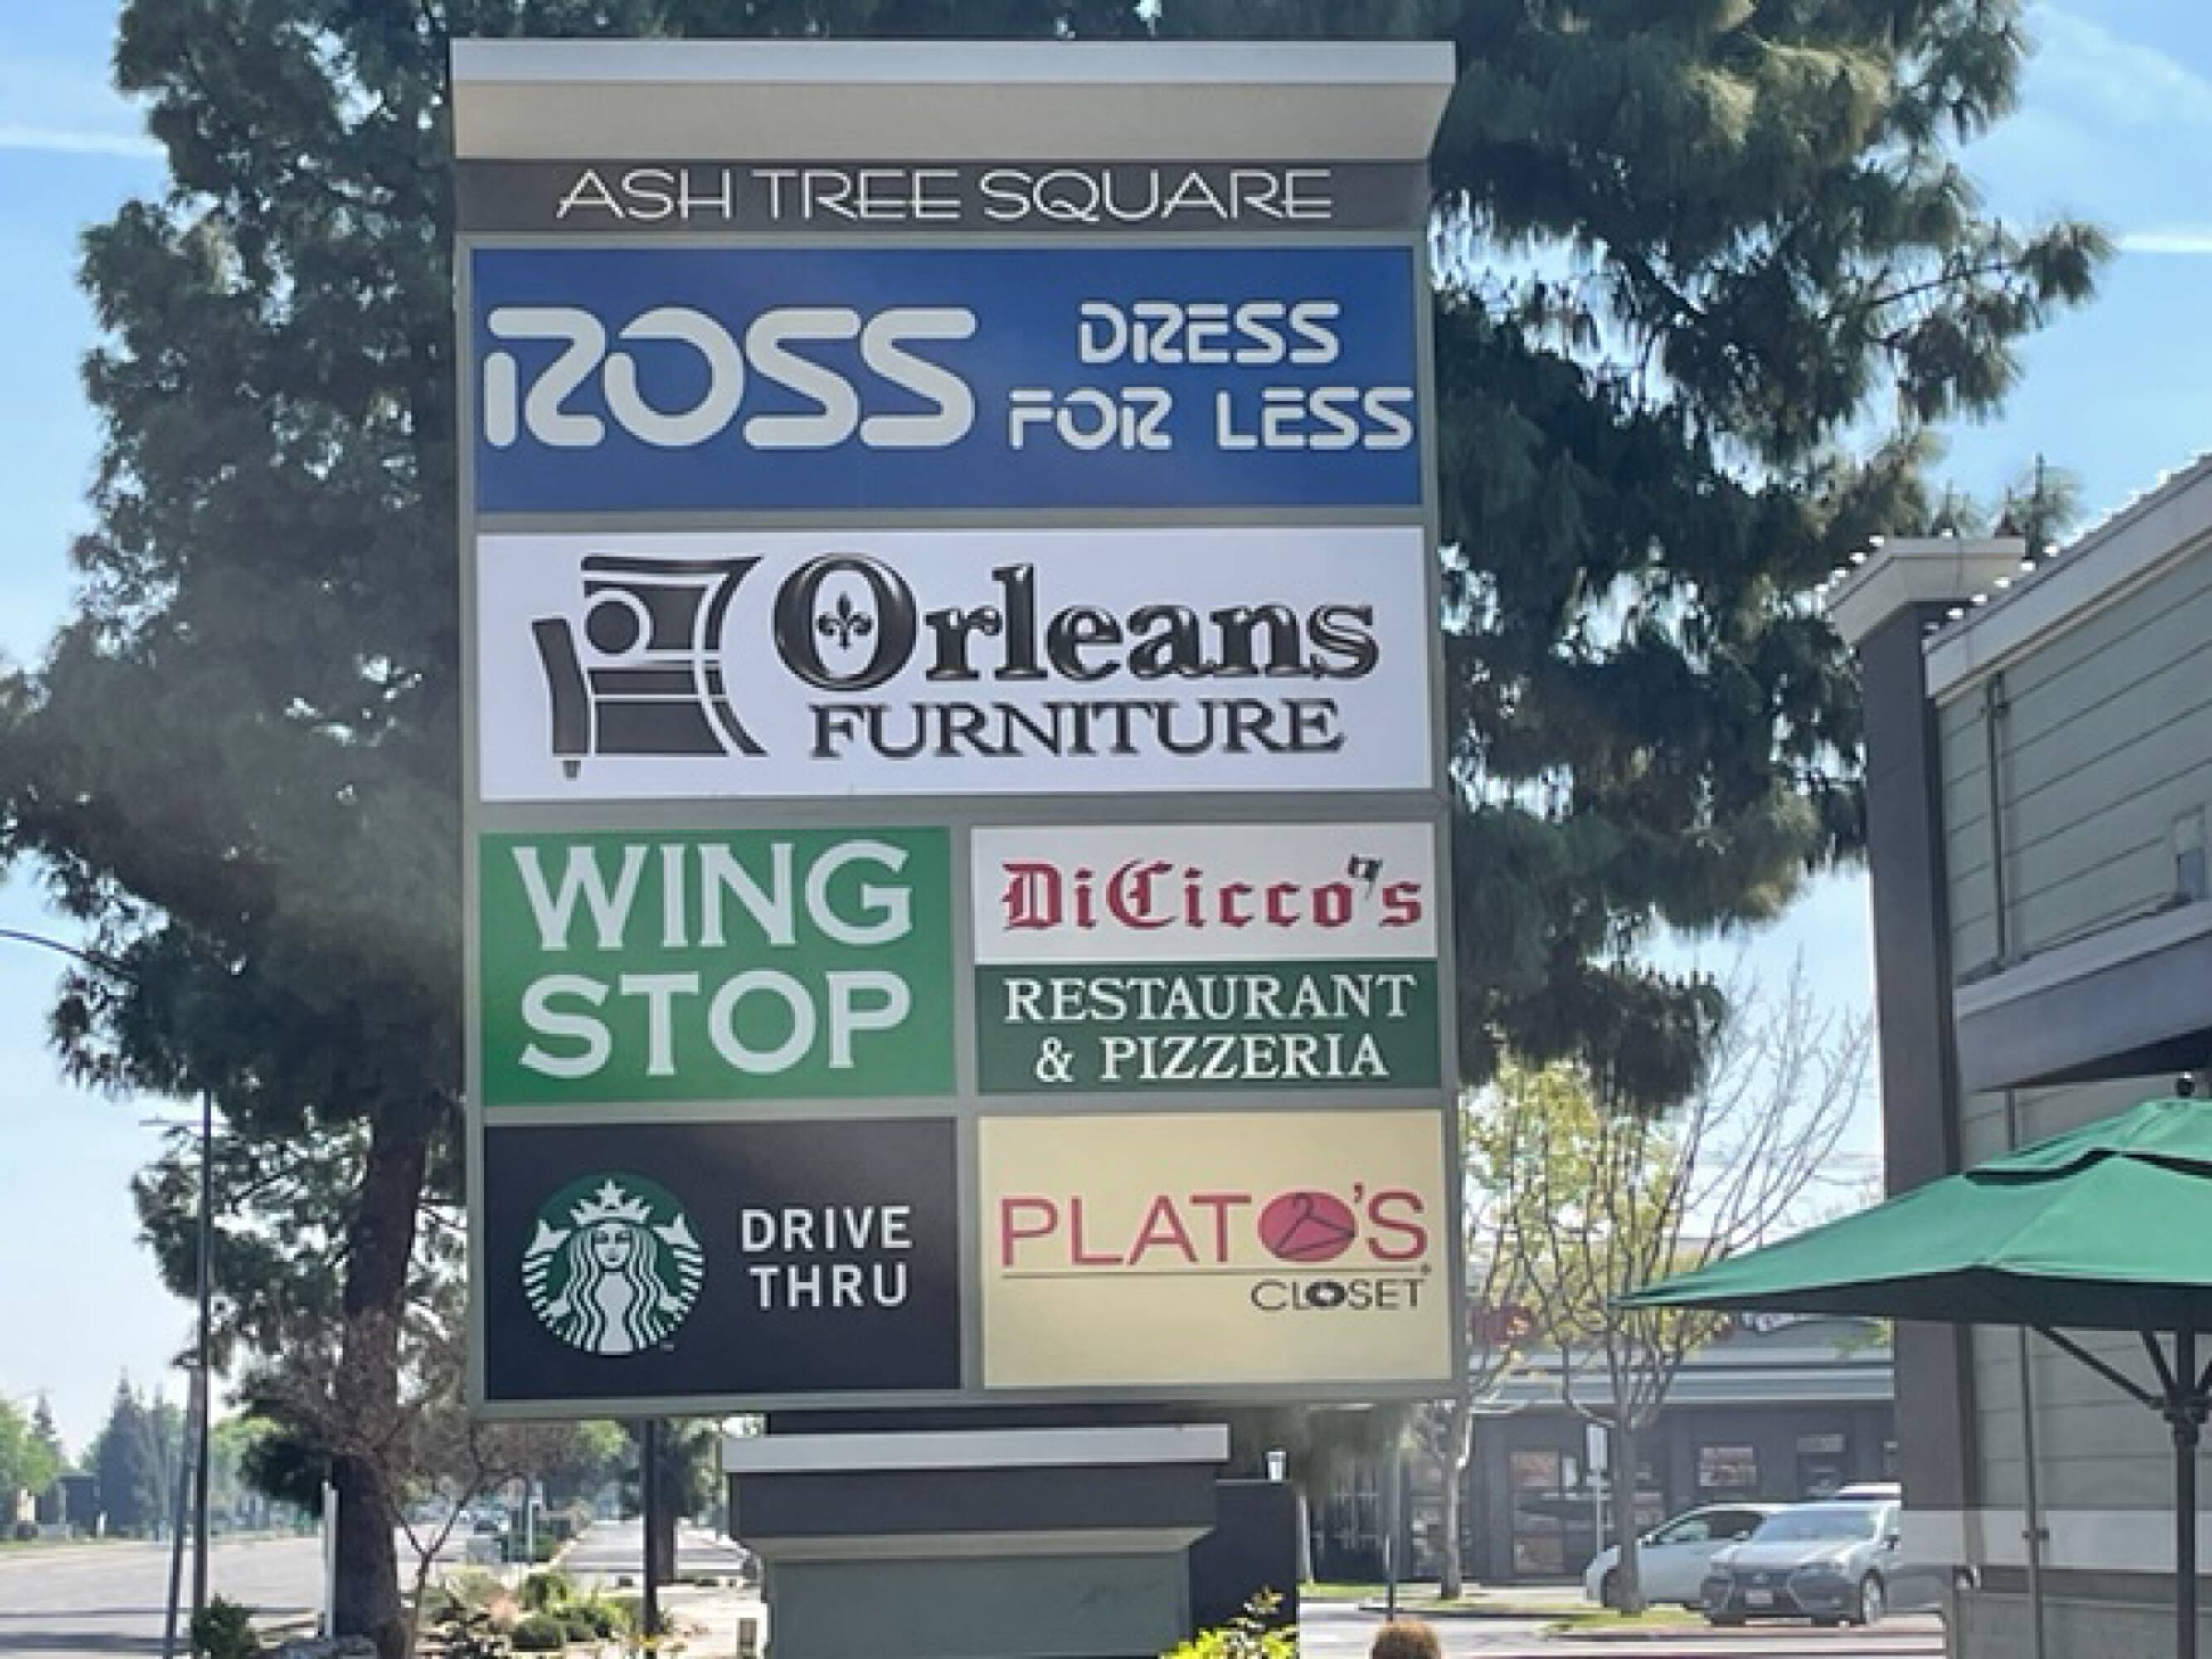 ASH TREE SQUARE
ROSS DRESS
FOR LESS
Orleans
FURNITURE
WING
STOP
DiCicco's
RESTAURANT
& PIZZERIA
DRIVE
THRU
PLATO'S
CLOSET